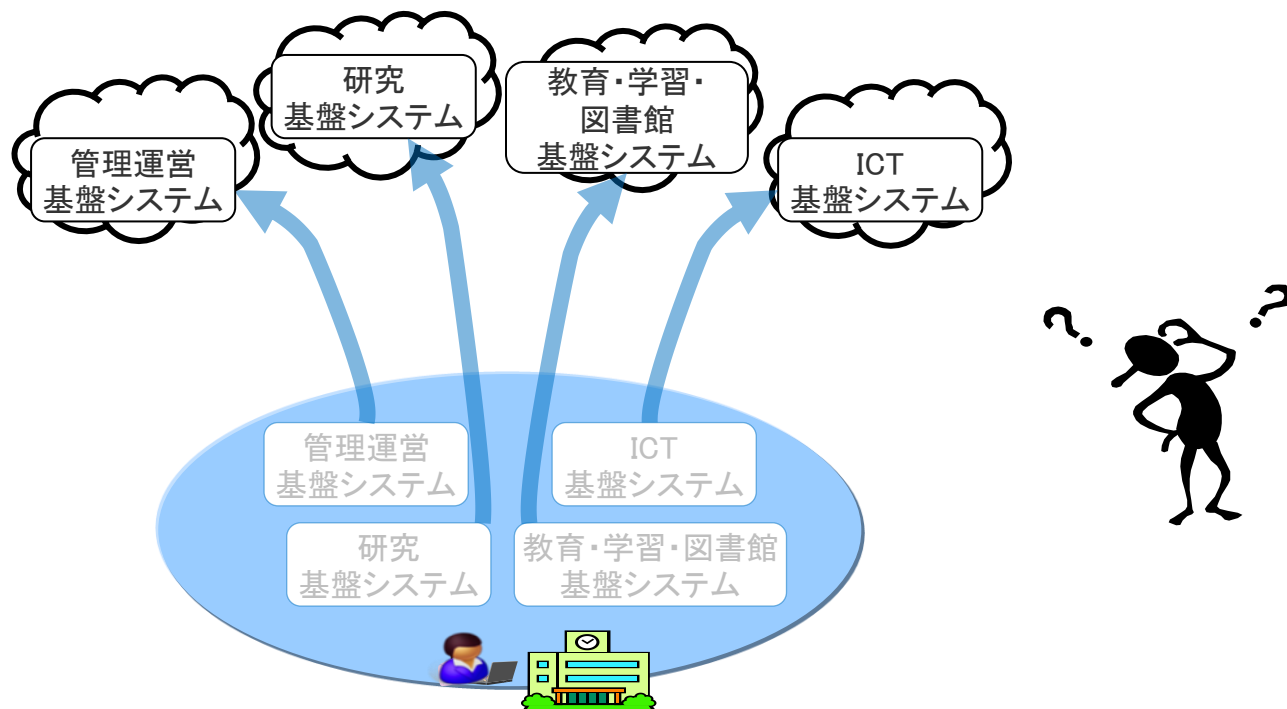 研究
基盤システム
教育・学習・
図書館
基盤システム
管理運営
基盤システム
ICT
基盤システム
?
?
管理運営
基盤システム
ICT
基盤システム
研究
基盤システム
教育・学習・図書館
基盤システム